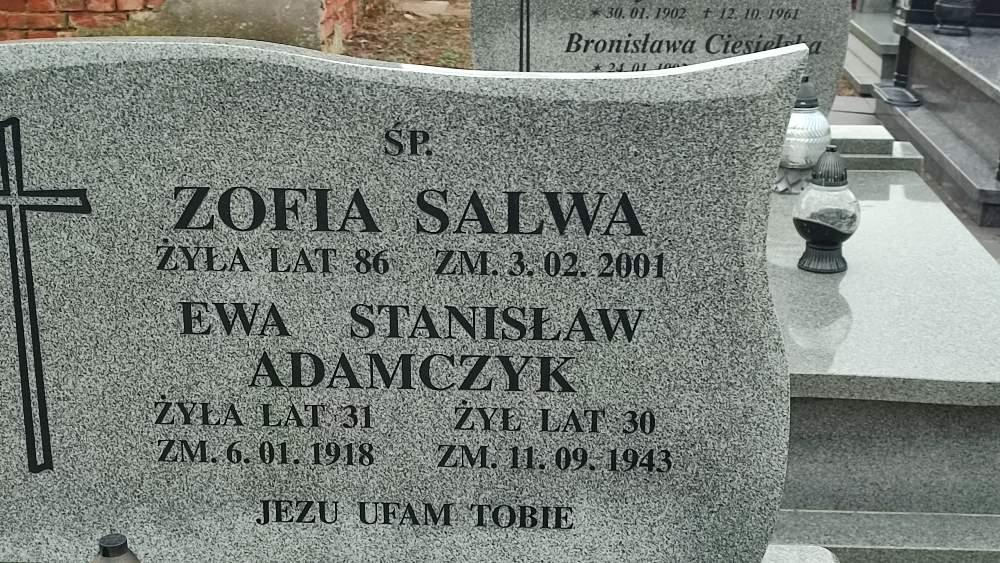 * 30. 01. 1902 † 12. 10. 1961
Bronisława Ciesielska
* 24. 01.
ŚP.
ZOFIA SALWA
ŻYŁA LAT 86 ZM. 3. 02. 2001
EWA STANISŁAW
ADAMCZYK
ŻYŁA LAT 31 ŻYŁ LAT 30
ZM. 6. 01. 1918 ZM. 11. 09. 1943
JEZU UFAM TOBIE